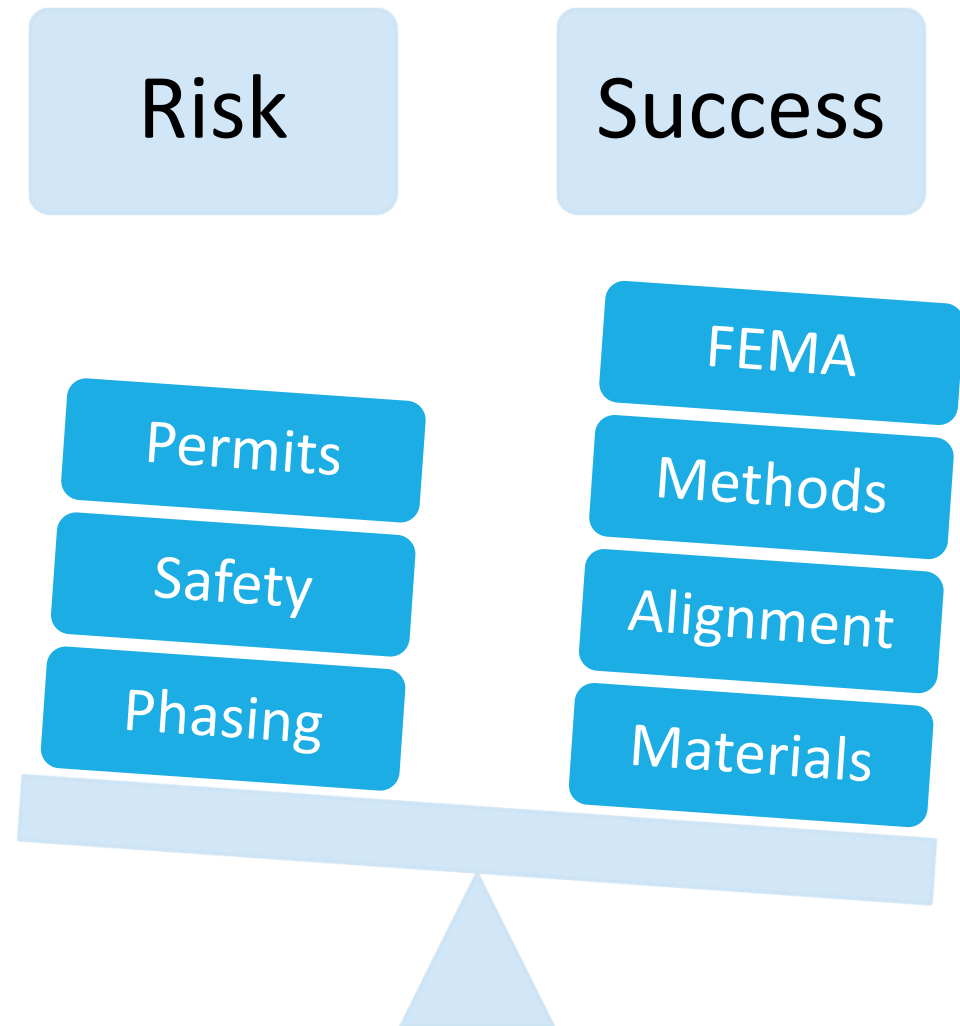 Risk
Success
Permits
Safety
Phasing
FEMA
Methods
Alignment
Materials